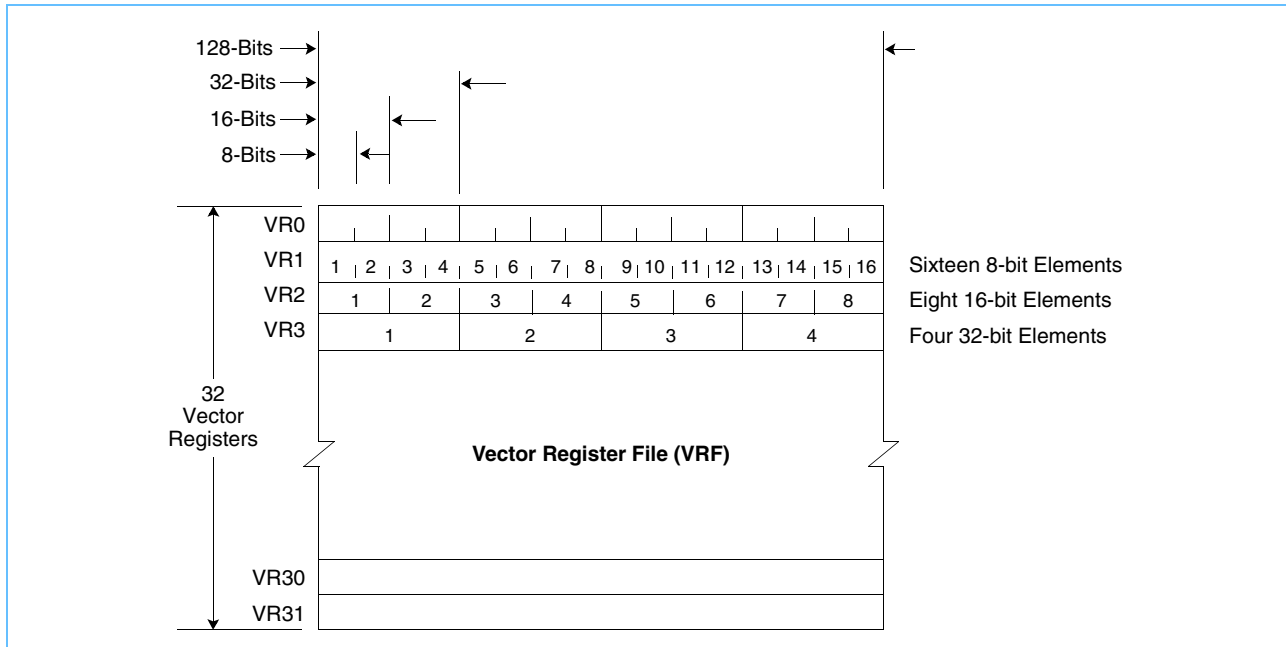 128-Bits
32-Bits
16-Bits
8-Bits
VR0
VR1 1 2 3 4 5 6 7 8 9 10 11 12 13 14 15 16 Sixteen 8-bit Elements
VR2 1 2 3 4 5 6 7 8 Eight 16-bit Elements
VR3 1 2 3 4 Four 32-bit Elements
32
Vector
Registers
Vector Register File (VRF)
VR30
VR31